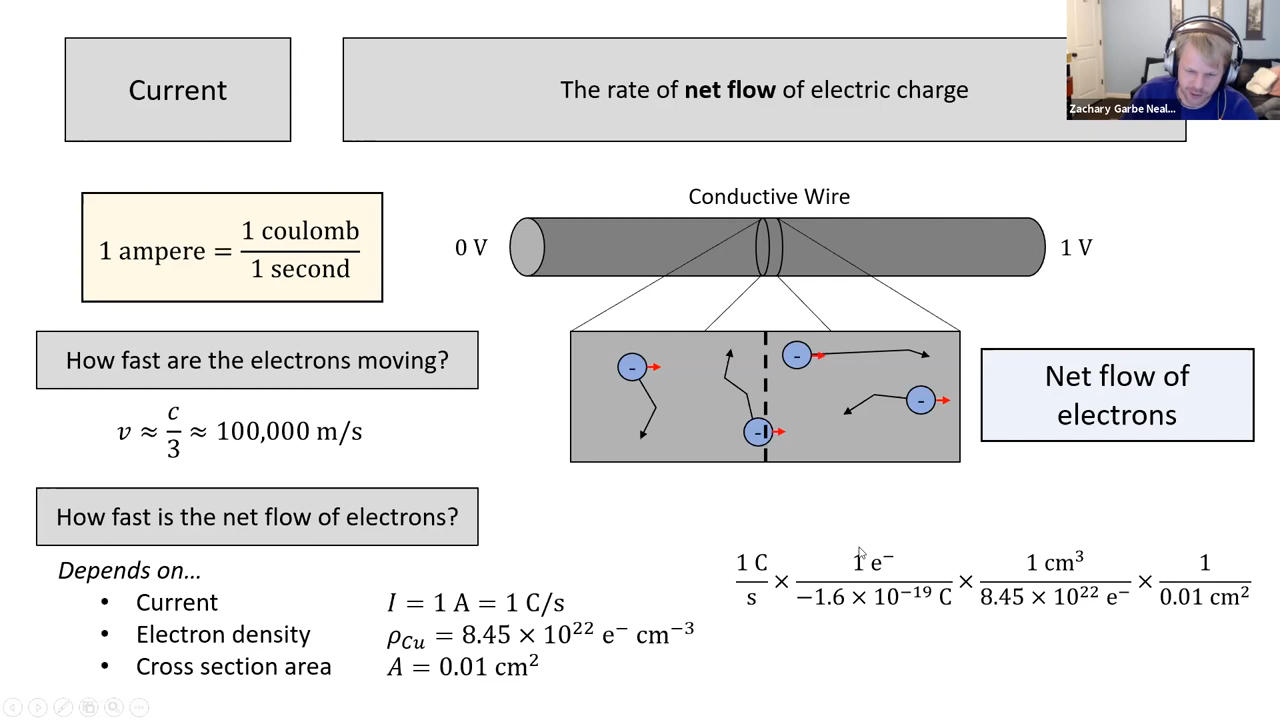 Current
The rate of net flow of electric charge
Zachary Garbe Neal...
1 ampere = 1 coulomb / 1 second
Conductive Wire
0 V
1 V
How fast are the electrons moving?
v ≈ c/3 ≈ 100,000 m/s
- - - -
Net flow of
electrons
How fast is the net flow of electrons?
Depends on...
• Current I = 1 A = 1 C/s
• Electron density ρ_Cu = 8.45 × 10²² e⁻ cm⁻³
• Cross section area A = 0.01 cm²
1 C / s × 1 e⁻ / −1.6 × 10⁻¹⁹ C × 1 cm³ / 8.45 × 10²² e⁻ × 1 / 0.01 cm²